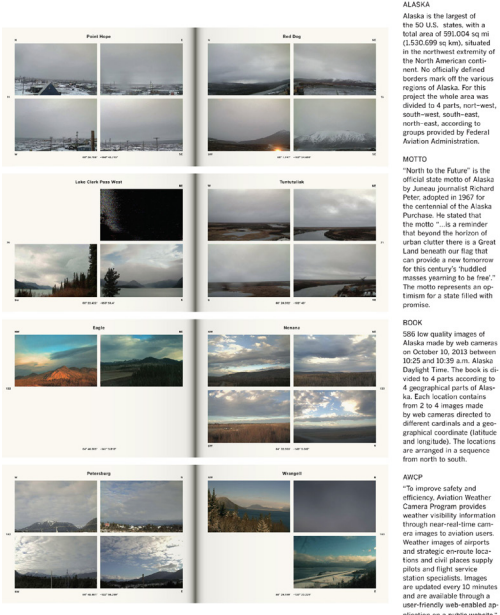 Point Hope
Red Dog
Lake Clark Pass West
Tuntutuliak
Eagle
Nenana
Petersburg
Wrangell
ALASKA
Alaska is the largest of
the 50 U.S. states, with a
total area of 591.004 sq mi
(1.530.699 sq km), situated
in the northwest extremity of
the North American conti-
nent. No officially defined
borders mark off the various
regions of Alaska. For this
project the whole area was
divided to 4 parts, nort-west,
south-west, south-east,
north-east, according to
groups provided by Federal
Aviation Administration.
MOTTO
"North to the Future" is the
official state motto of Alaska
by Juneau journalist Richard
Peter, adopted in 1967 for
the centennial of the Alaska
Purchase. He stated that
the motto "...is a reminder
that beyond the horizon of
urban clutter there is a Great
Land beneath our flag that
can provide a new tomorrow
for this century's 'huddled
masses yearning to be free'."
The motto represents an op-
timism for a state filled with
promise.
BOOK
586 low quality images of
Alaska made by web cameras
on October 10, 2013 between
10:25 and 10:39 a.m. Alaska
Daylight Time. The book is di-
vided to 4 parts according to
4 geographical parts of Alas-
ka. Each location contains
from 2 to 4 images made
by web cameras directed to
different cardinals and a geo-
graphical coordinate (latitude
and longitude). The locations
are arranged in a sequence
from north to south.
AWCP
"To improve safety and
efficiency, Aviation Weather
Camera Program provides
weather visibility information
through near-real-time cam-
era images to aviation users.
Weather images of airports
and strategic en-route loca-
tions and civil places supply
pilots and flight service
station specialists. Images
are updated every 10 minutes
and are available through a
user-friendly web-enabled ap-